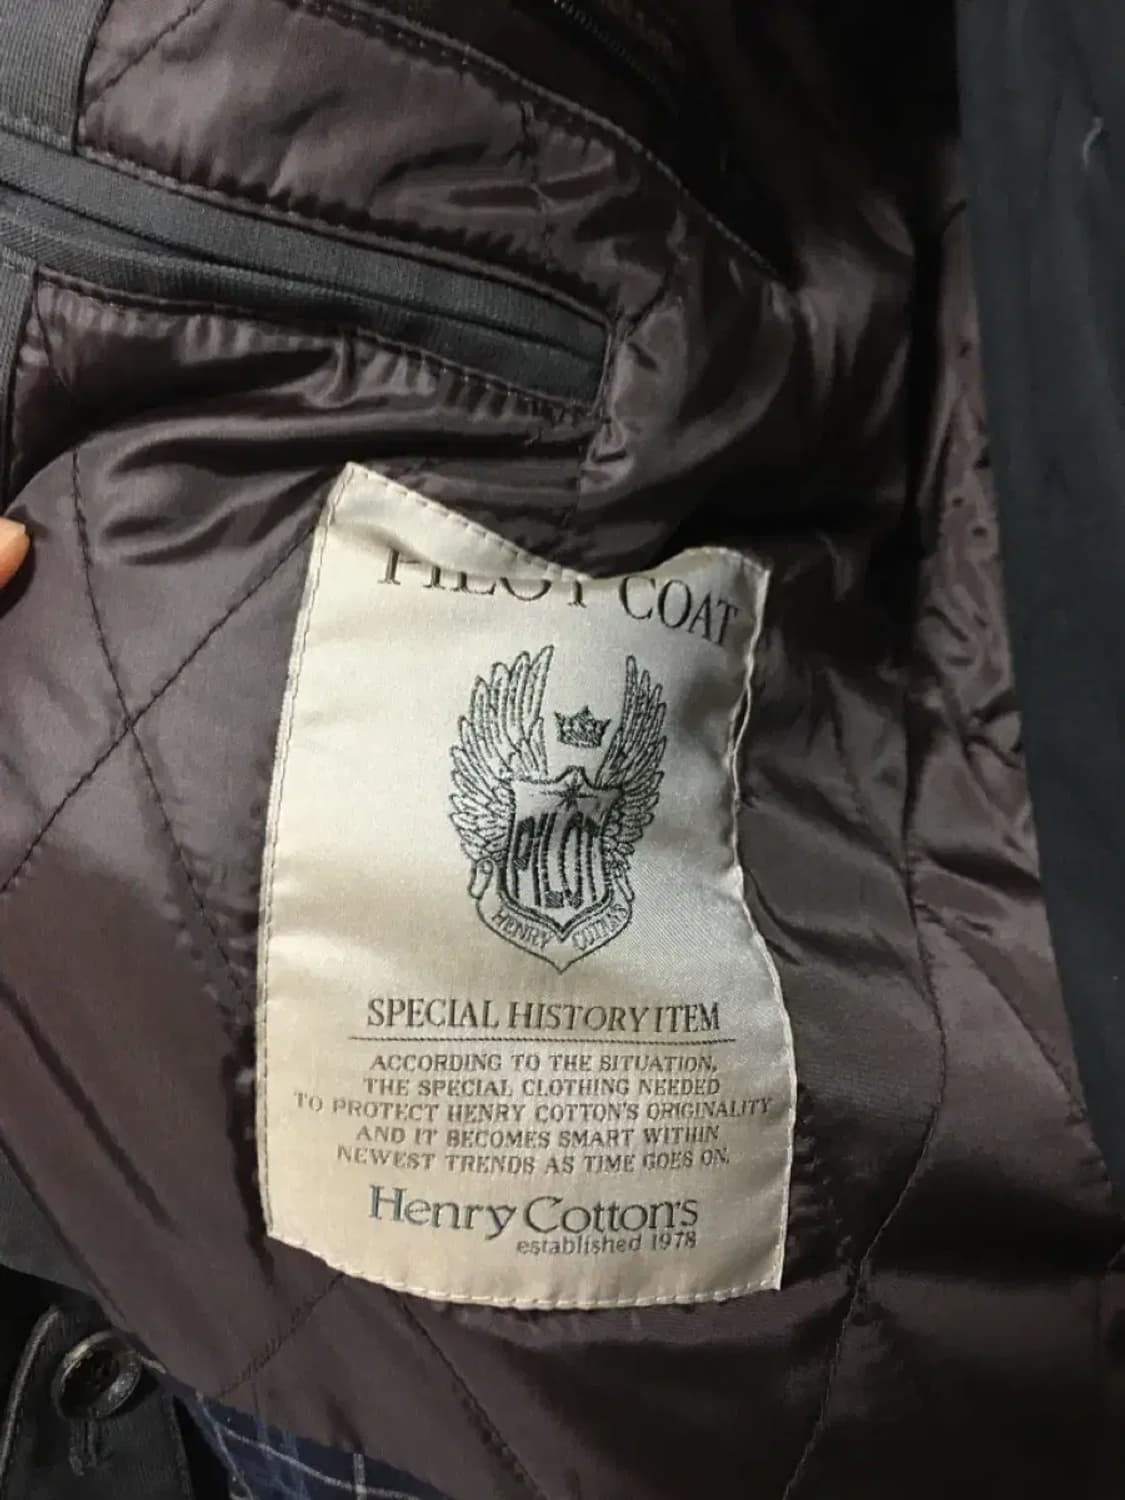 PILOT COAT
PILOT
HENRY COTTON'S
SPECIAL HISTORY ITEM
ACCORDING TO THE SITUATION,
THE SPECIAL CLOTHING NEEDED
TO PROTECT HENRY COTTON'S ORIGINALITY
AND IT BECOMES SMART WITHIN
NEWEST TRENDS AS TIME GOES ON.
Henry Cotton's
established 1978